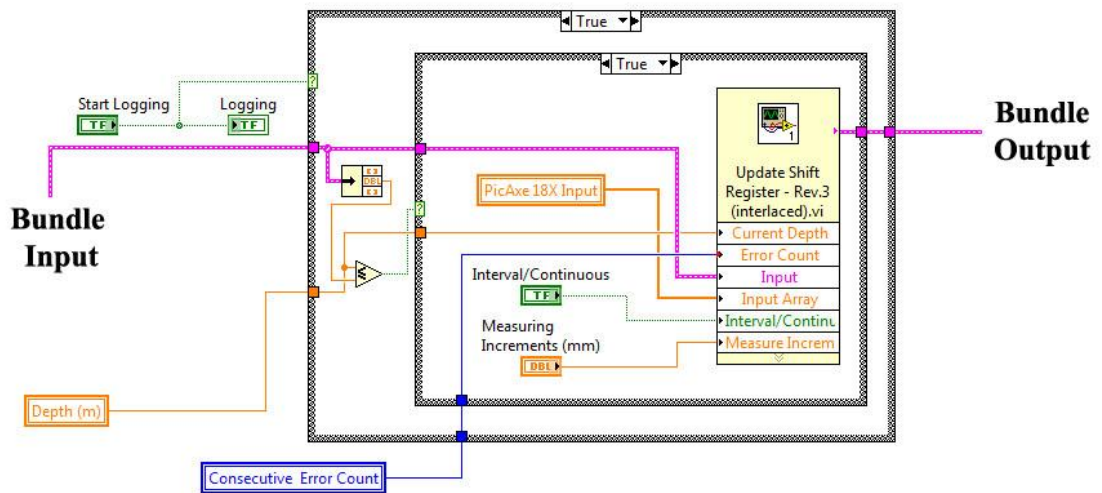 True
True
Start Logging
Logging
TF
TF
Bundle
Input
DBL
?
?
PicAxe 18X Input
1
Update Shift
Register - Rev.3
(interlaced).vi
Current Depth
Error Count
Input
Input Array
Interval/Continu
Measure Increm
Interval/Continuous
TF
Measuring
Increments (mm)
DBL
Bundle
Output
Depth (m)
Consecutive Error Count